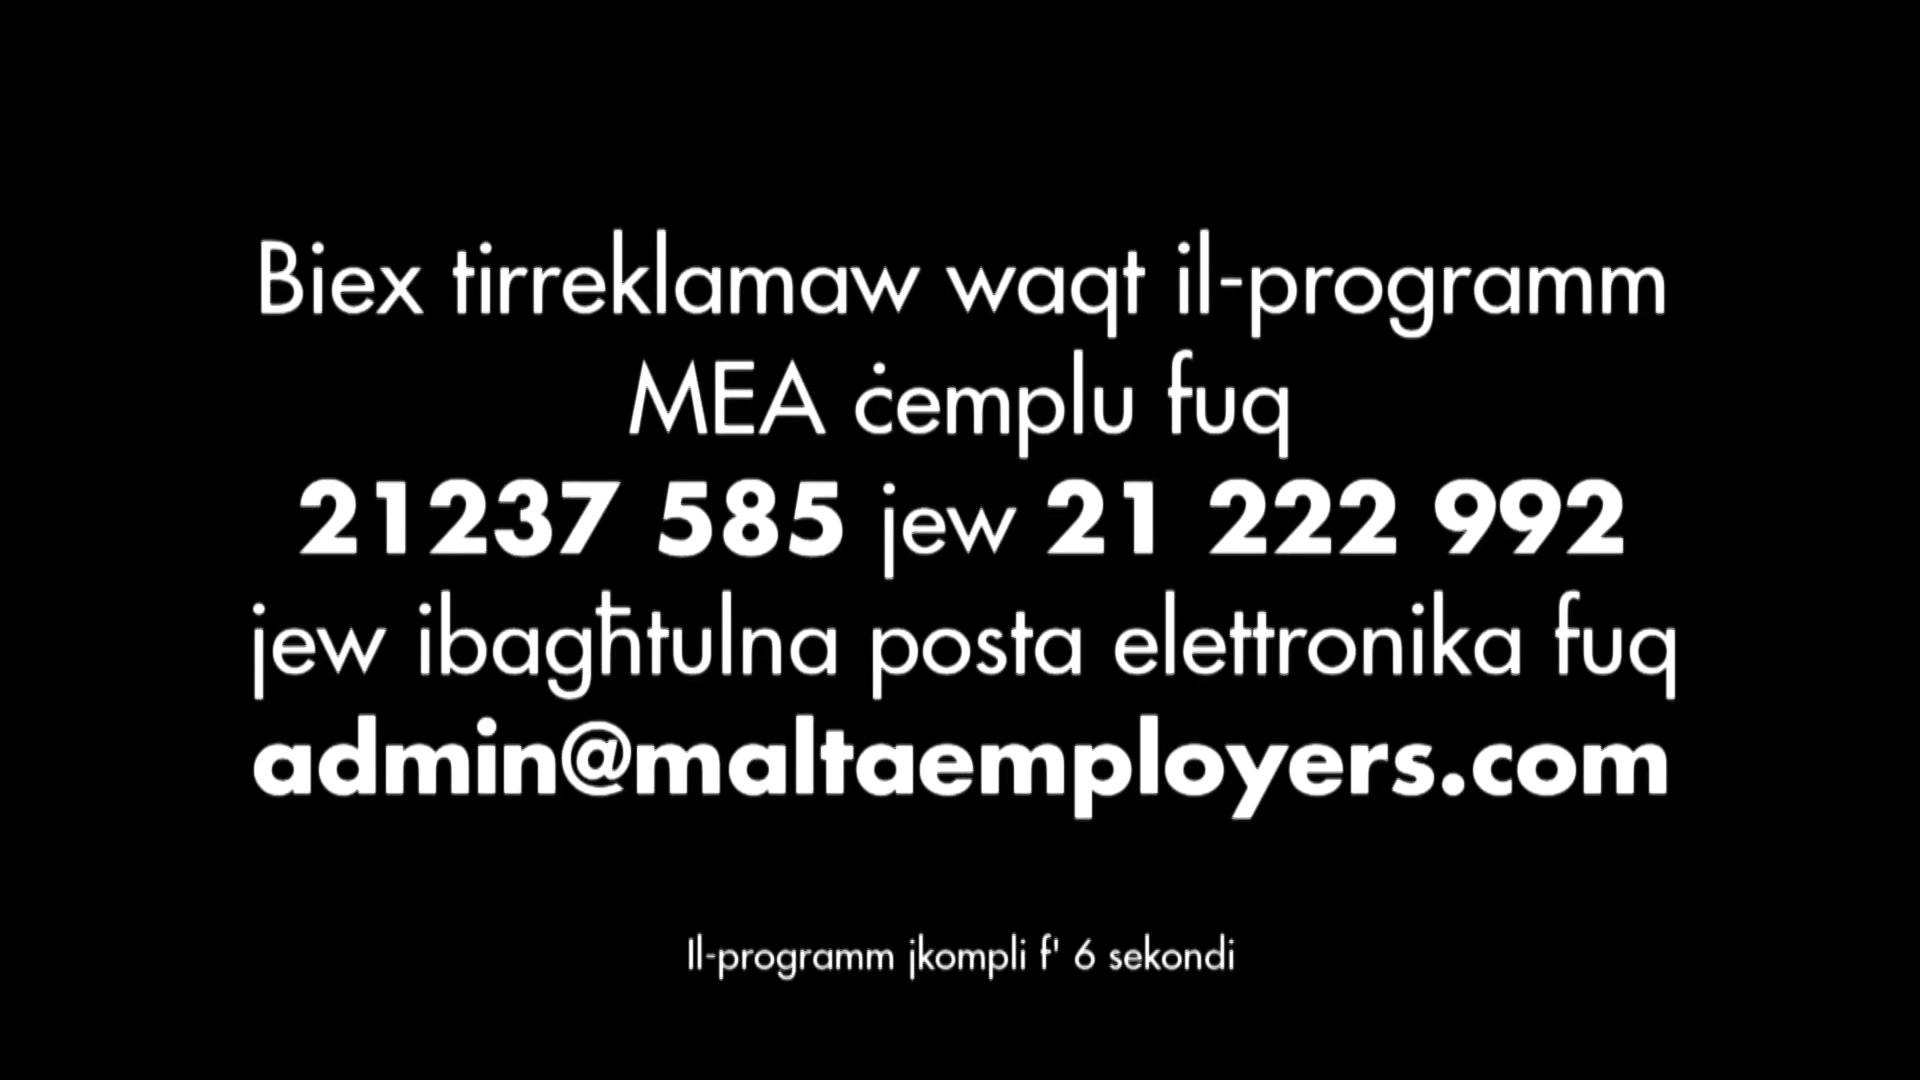 Biex tirreklamaw waqt il-programm
MEA ċemplu fuq
21237 585 jew 21 222 992
jew ibagħtulna posta elettronika fuq
admin@maltaemployers.com
Il-programm jkompli f' 6 sekondi